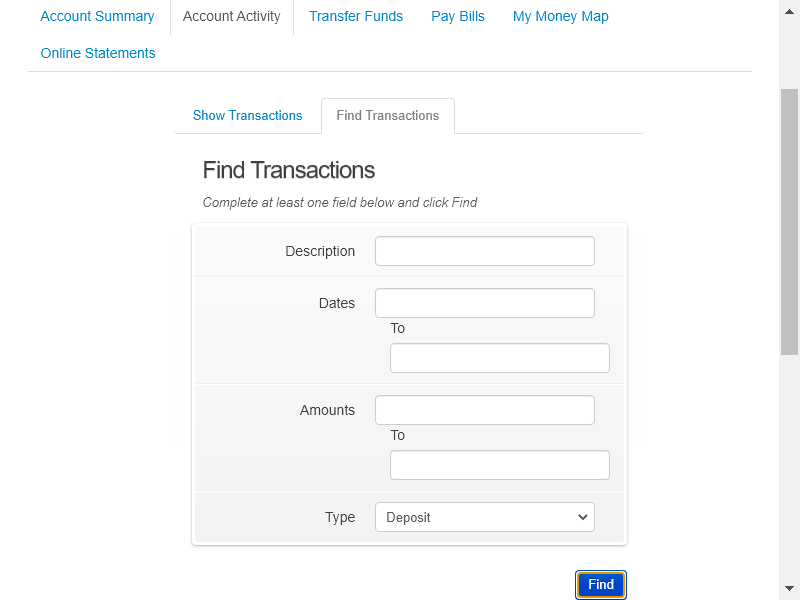 Account Summary Account Activity Transfer Funds Pay Bills My Money Map
Online Statements
Show Transactions Find Transactions
Find Transactions
Complete at least one field below and click Find
Description
Dates
To
Amounts
To
Type Deposit
Find